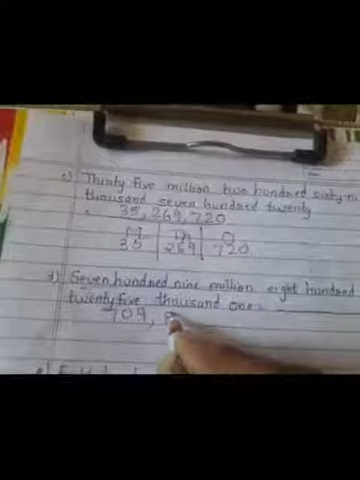 c) Thirty five million two hundred sixty
thousand seven hundred twenty
35,269,720
M Th O
35 269 720
d) Seven hundred nine million eight hundred
twenty five thousand one =
709,